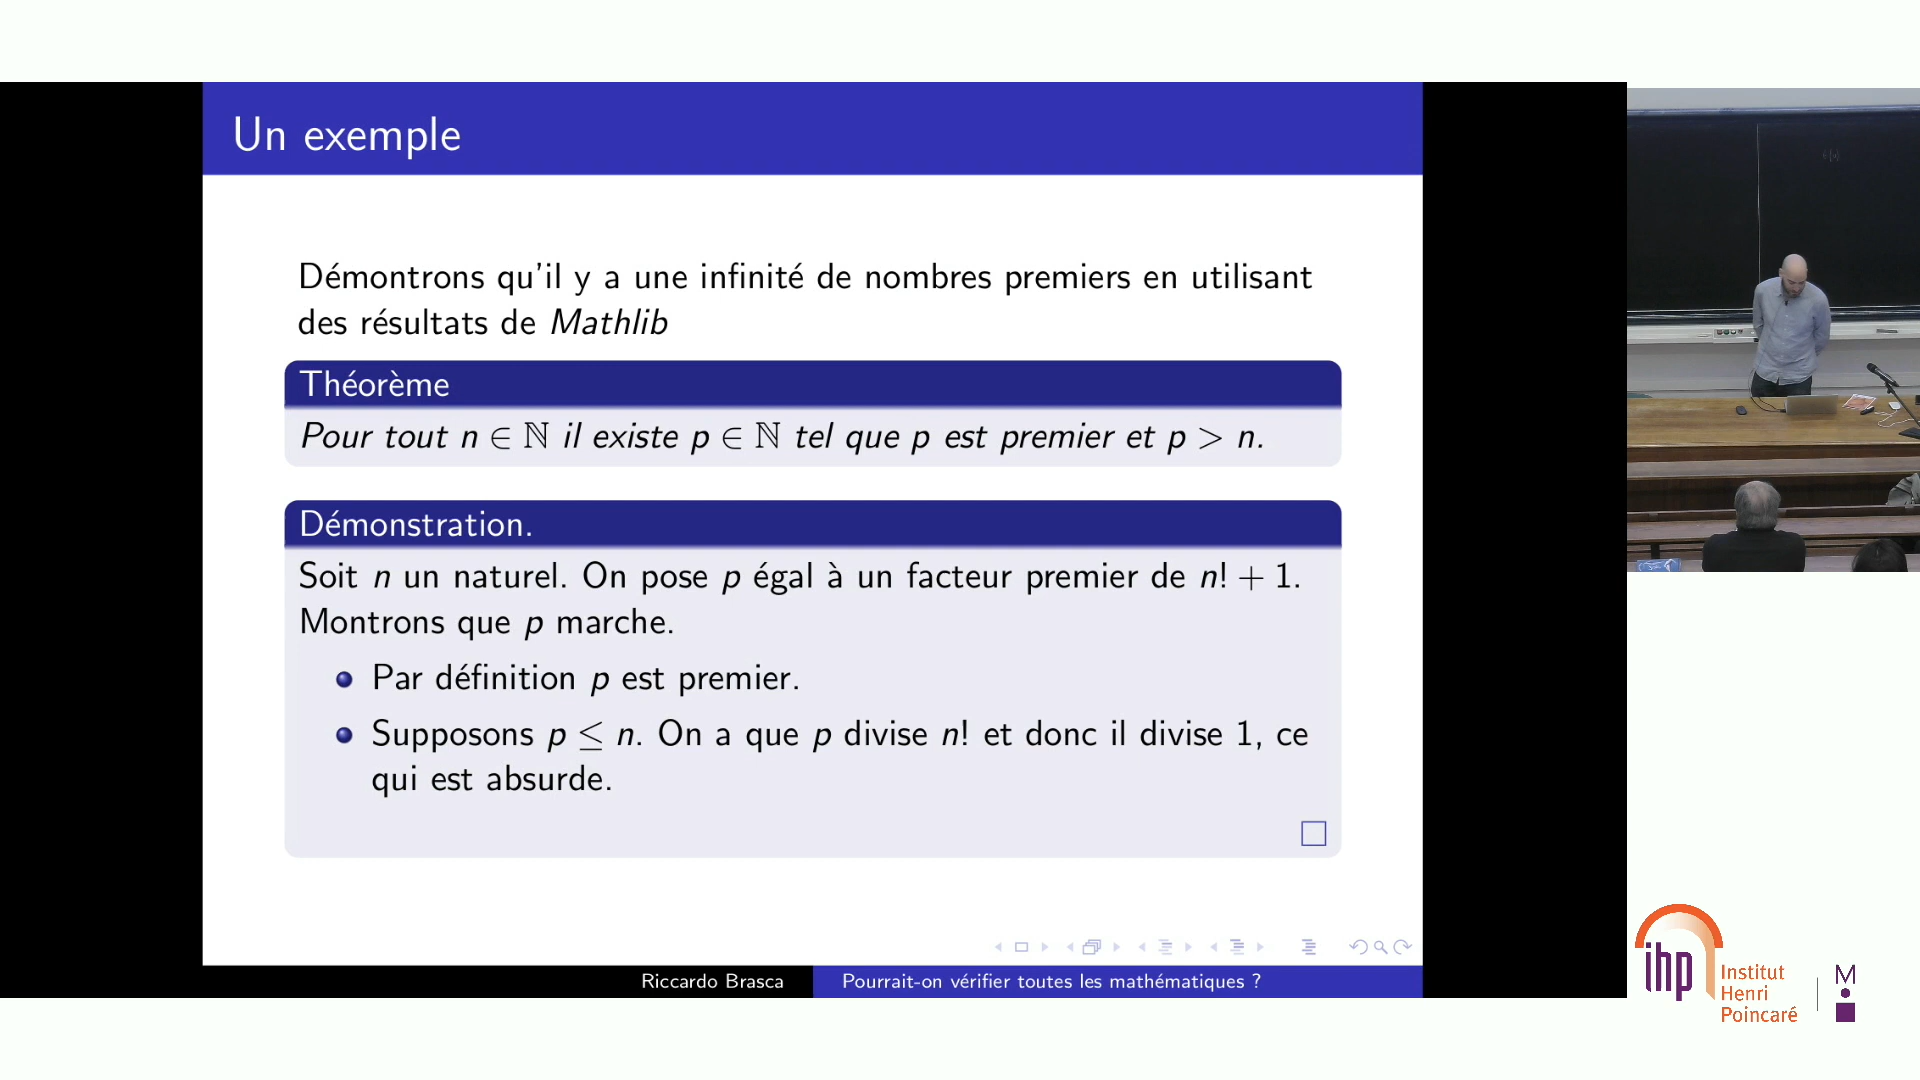 Un exemple
Démontrons qu'il y a une infinité de nombres premiers en utilisant
des résultats de Mathlib
Théorème
Pour tout n ∈ ℕ il existe p ∈ ℕ tel que p est premier et p > n.
Démonstration.
Soit n un naturel. On pose p égal à un facteur premier de n! + 1.
Montrons que p marche.
Par définition p est premier.
Supposons p ≤ n. On a que p divise n! et donc il divise 1, ce
qui est absurde.
Riccardo Brasca
Pourrait-on vérifier toutes les mathématiques ?
ihp
Institut
Henri
Poincaré
M